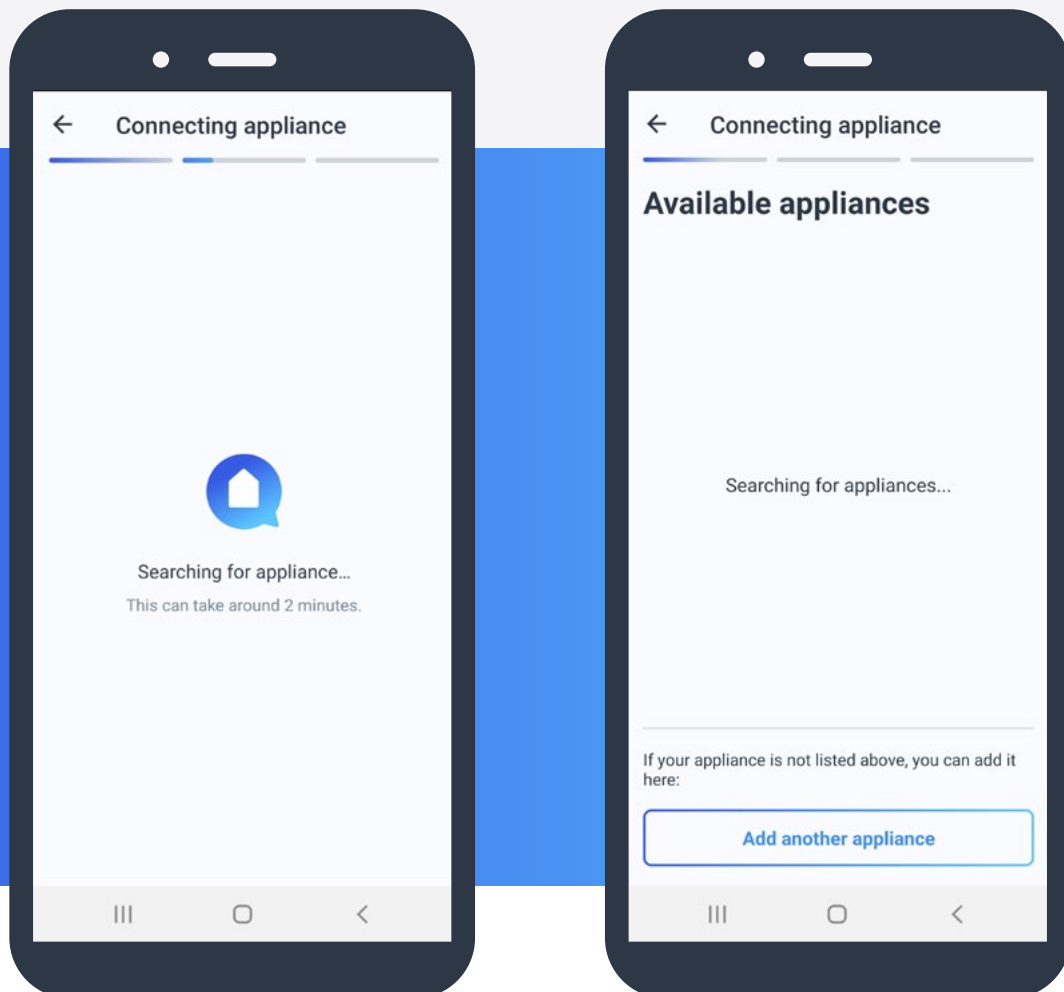 Connecting appliance
Searching for appliance...
This can take around 2 minutes.
Connecting appliance
Available appliances
Searching for appliances...
If your appliance is not listed above, you can add it
here:
Add another appliance